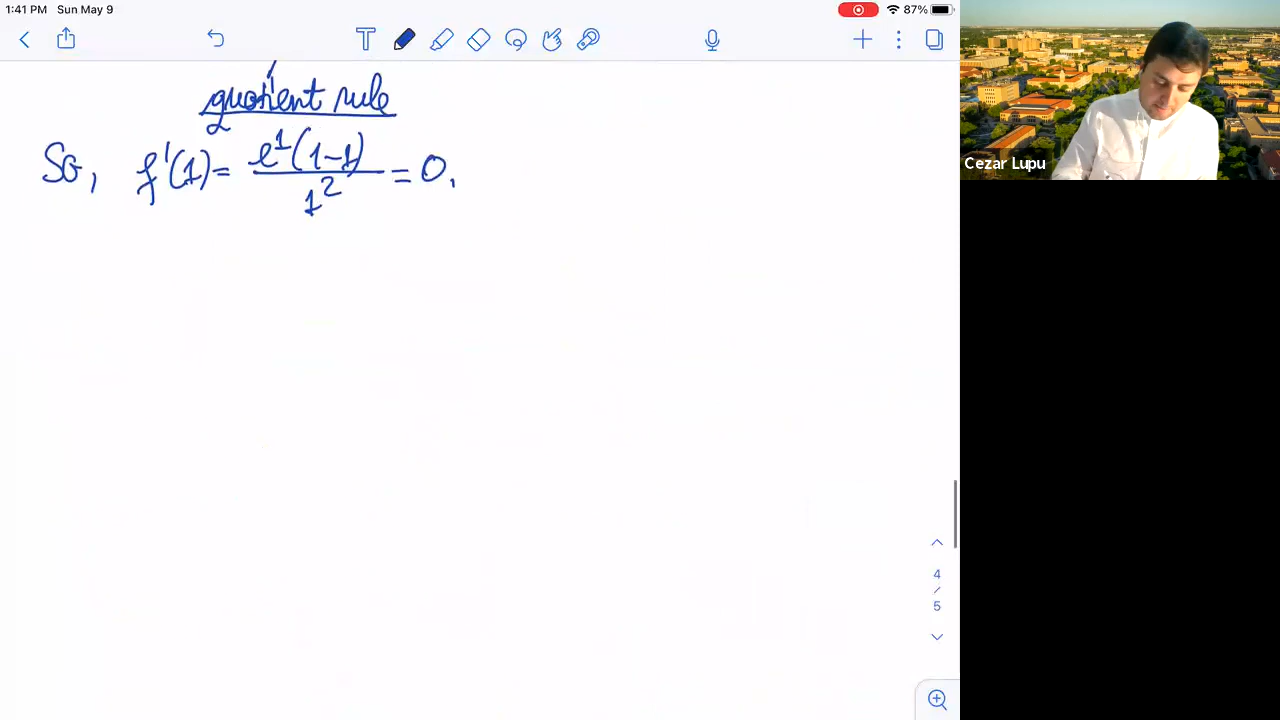 1:41 PM Sun May 9
87%
quotient rule
So, f'(1) = e^1(1-1)/1^2 = 0.
Cezar Lupu
4
/
5